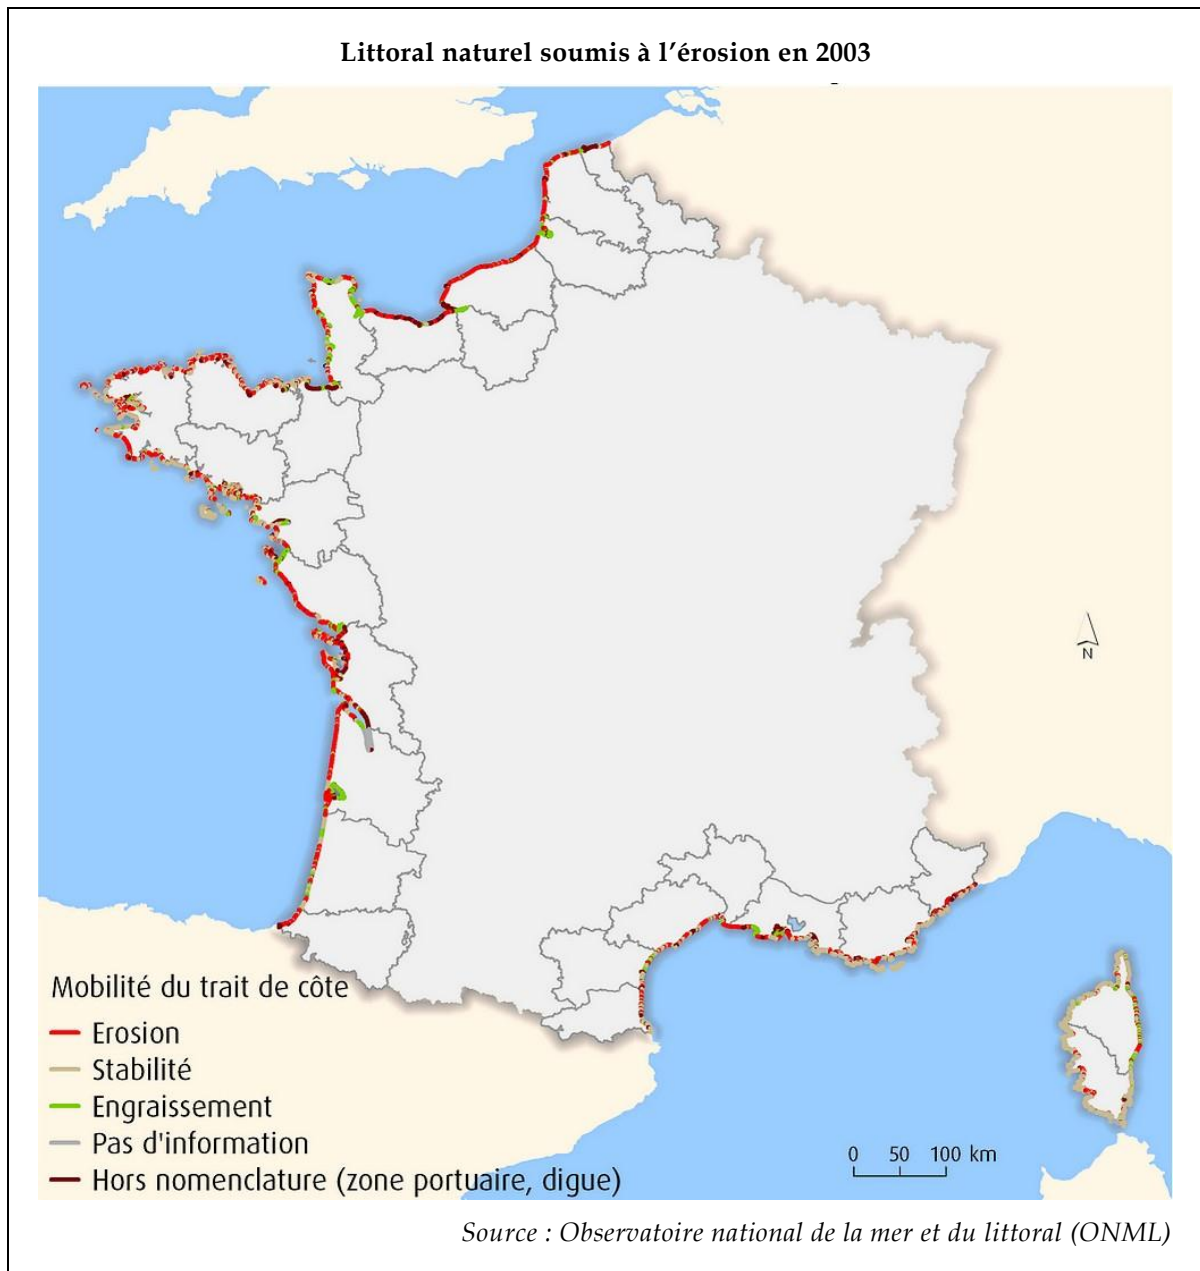 Littoral naturel soumis à l’érosion en 2003
N
Mobilité du trait de côte
Erosion
Stabilité
Engraissement
Pas d'information
Hors nomenclature (zone portuaire, digue)
0 50 100 km
Source : Observatoire national de la mer et du littoral (ONML)